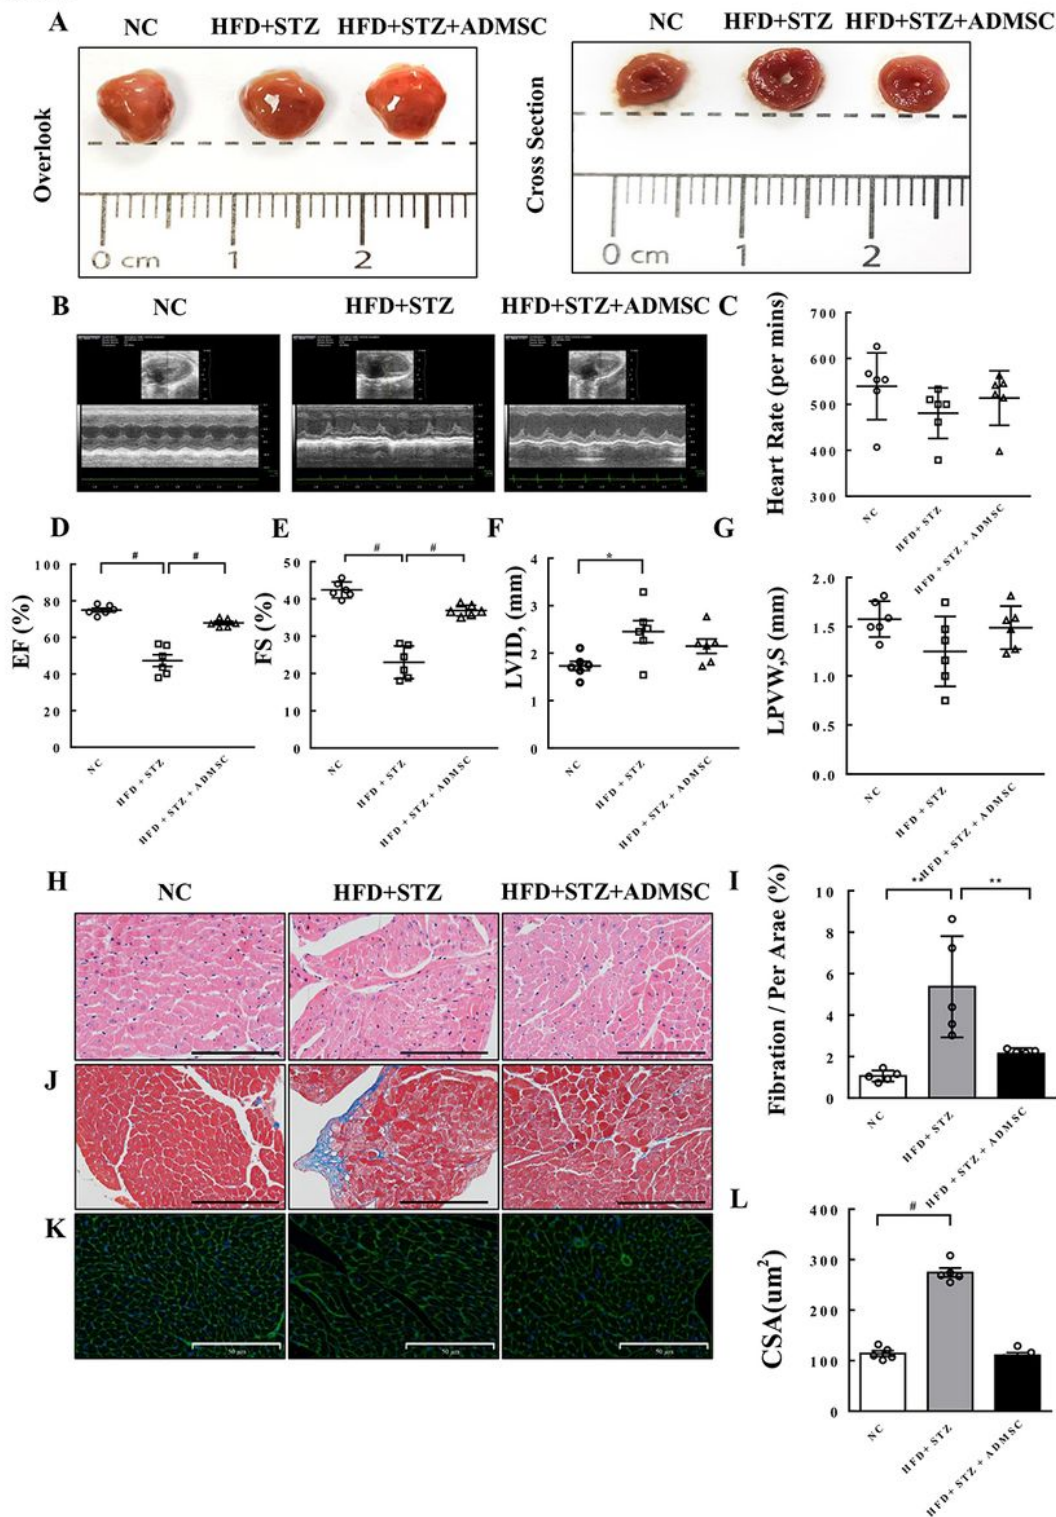 A
NC HFD+STZ HFD+STZ+ADMSC
Overlook
0 cm 1 2
NC HFD+STZ HFD+STZ+ADMSC
Cross Section
0 cm 1 2
B
NC HFD+STZ HFD+STZ+ADMSC
C
Heart Rate (per mins)
700
600
500
400
300
NC HFD+STZ HFD+STZ+ADMSC
D
EF (%)
# #
100
80
60
40
20
0
NC HFD+STZ HFD+STZ+ADMSC
E
FS (%)
# #
50
40
30
20
10
0
NC HFD+STZ HFD+STZ+ADMSC
F
LVID, (mm)
*
4
3
2
1
0
NC HFD+STZ HFD+STZ+ADMSC
G
LPVW,S (mm)
2.0
1.5
1.0
0.5
0.0
NC HFD+STZ HFD+STZ+ADMSC
H
NC HFD+STZ HFD+STZ+ADMSC
I
Fibration / Per Arae (%)
** **
10
8
6
4
2
0
NC HFD+STZ HFD+STZ+ADMSC
J
K
50 μm 50 μm 50 μm
L
CSA(um²)
#
400
300
200
100
0
NC HFD+STZ HFD+STZ+ADMSC